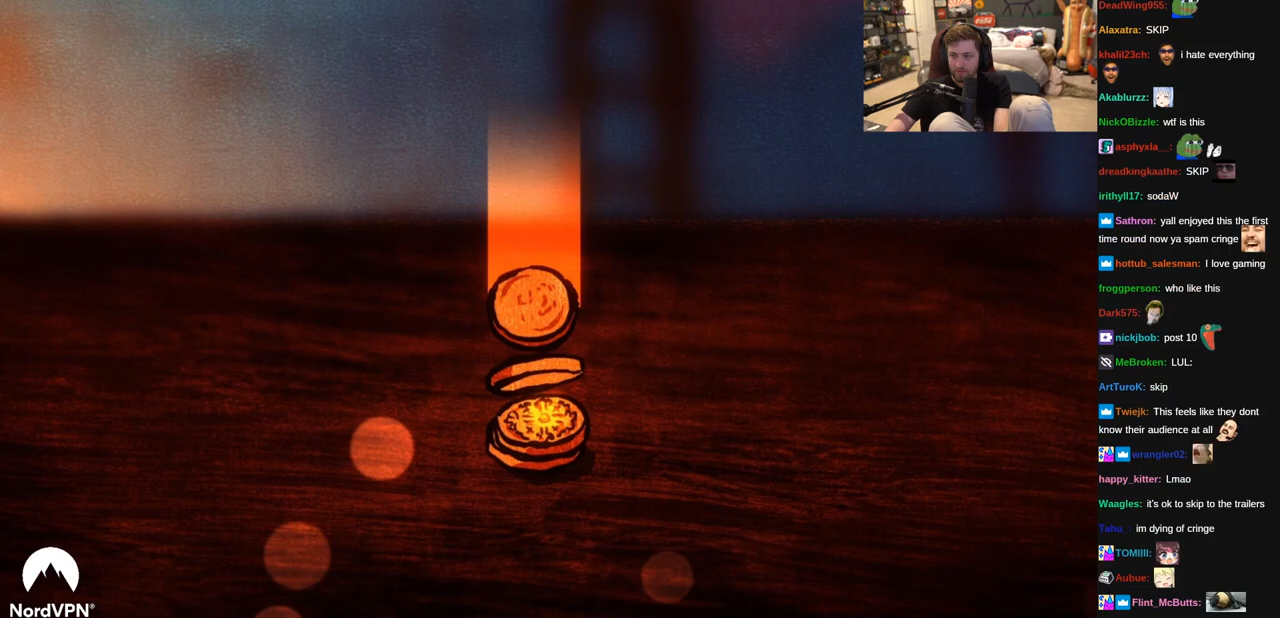 DeadWing955:
Alaxatra: SKIP
khalil23ch: i hate everything
Akablurzz:
NickOBizzle: wtf is this
asphyxla__:
dreadkingkaathe: SKIP
irithyll17: sodaW
Sathron: yall enjoyed this the first
time round now ya spam cringe
hottub_salesman: I love gaming
froggperson: who like this
Dark575:
nickjbob: post 10
MeBroken: LUL:
ArtTuroK: skip
Twiejk: This feels like they dont
know their audience at all
wrangler02:
happy_kitter: Lmao
Waagles: it's ok to skip to the trailers
Tahu_: im dying of cringe
TOMIIII:
Aubue:
Flint_McButts:
NordVPN®